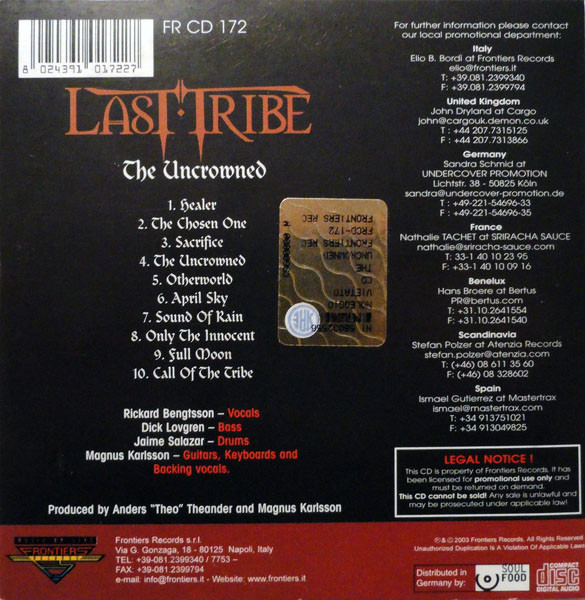 FR CD 172
8 024391 017227
LAST·TRIBE
The Uncrowned
1. Healer
2. The Chosen One
3. Sacrifice
4. The Uncrowned
5. Otherworld
6. April Sky
7. Sound Of Rain
8. Only The Innocent
9. Full Moon
10. Call Of The Tribe
Rickard Bengtsson – Vocals
Dick Lovgren – Bass
Jaime Salazar – Drums
Magnus Karlsson – Guitars, Keyboards and
Backing vocals.
Produced by Anders "Theo" Theander and Magnus Karlsson
FRONTIERS REC
FRCD-172
FRONTIERS REC
UNCROWNED
THE
CD
VIETATO
NOLEGGIO
For further information please contact
our local promotional department:
Italy
Elio B. Bordi at Frontiers Records
elio@frontiers.it
T: +39.081.2399340
F: +39.081.2399794
United Kingdom
John Dryland at Cargo
john@cargouk.demon.co.uk
T : +44 207.7315125
F : +44 207.7313866
Germany
Sandra Schmid at
UNDERCOVER PROMOTION
Lichtstr. 38 - 50825 Köln
sandra@undercover-promotion.de
T : +49-221-54696-33
F : +49-221-54696-35
France
Nathalie TACHET at SRIRACHA SAUCE
nathalie@sriracha-sauce.com
T: 33-1 40 10 23 95
F: +33-1 40 10 09 16
Benelux
Hans Broere at Bertus
PR@bertus.com
T: +31.10.2641554
F: +31.10.2641540
Scandinavia
Stefan Polzer at Atenzia Records
stefan.polzer@atenzia.com
T: (+46) 08 611 35 60
F: (+46) 08 328602
Spain
Ismael Gutierrez at Mastertrax
ismael@mastertrax.com
T: +34 913751021
F: +34 913049825
LEGAL NOTICE !
This CD is property of Frontiers Records. It has
been licensed for promotional use only and
must be returned on demand.
This CD cannot be sold! Any sale is unlawful and
may be prosecuted under applicable law!
FRONTIERS
RECORDS
Frontiers Records s.r.l.
Via G. Gonzaga, 18 - 80125 Napoli, Italy
TEL: +39-081-2399340 / 7753 –
FAX: +39-081.2399794
e-mail: info@frontiers.it - Website: www.frontiers.it
℗&© 2003 Frontiers Records. All Rights Reserved
Unauthorized Duplication Is A Violation Of Applicable Laws
Distributed in
Germany by:
SOUL
FOOD
COMPACT
disc
DIGITAL AUDIO